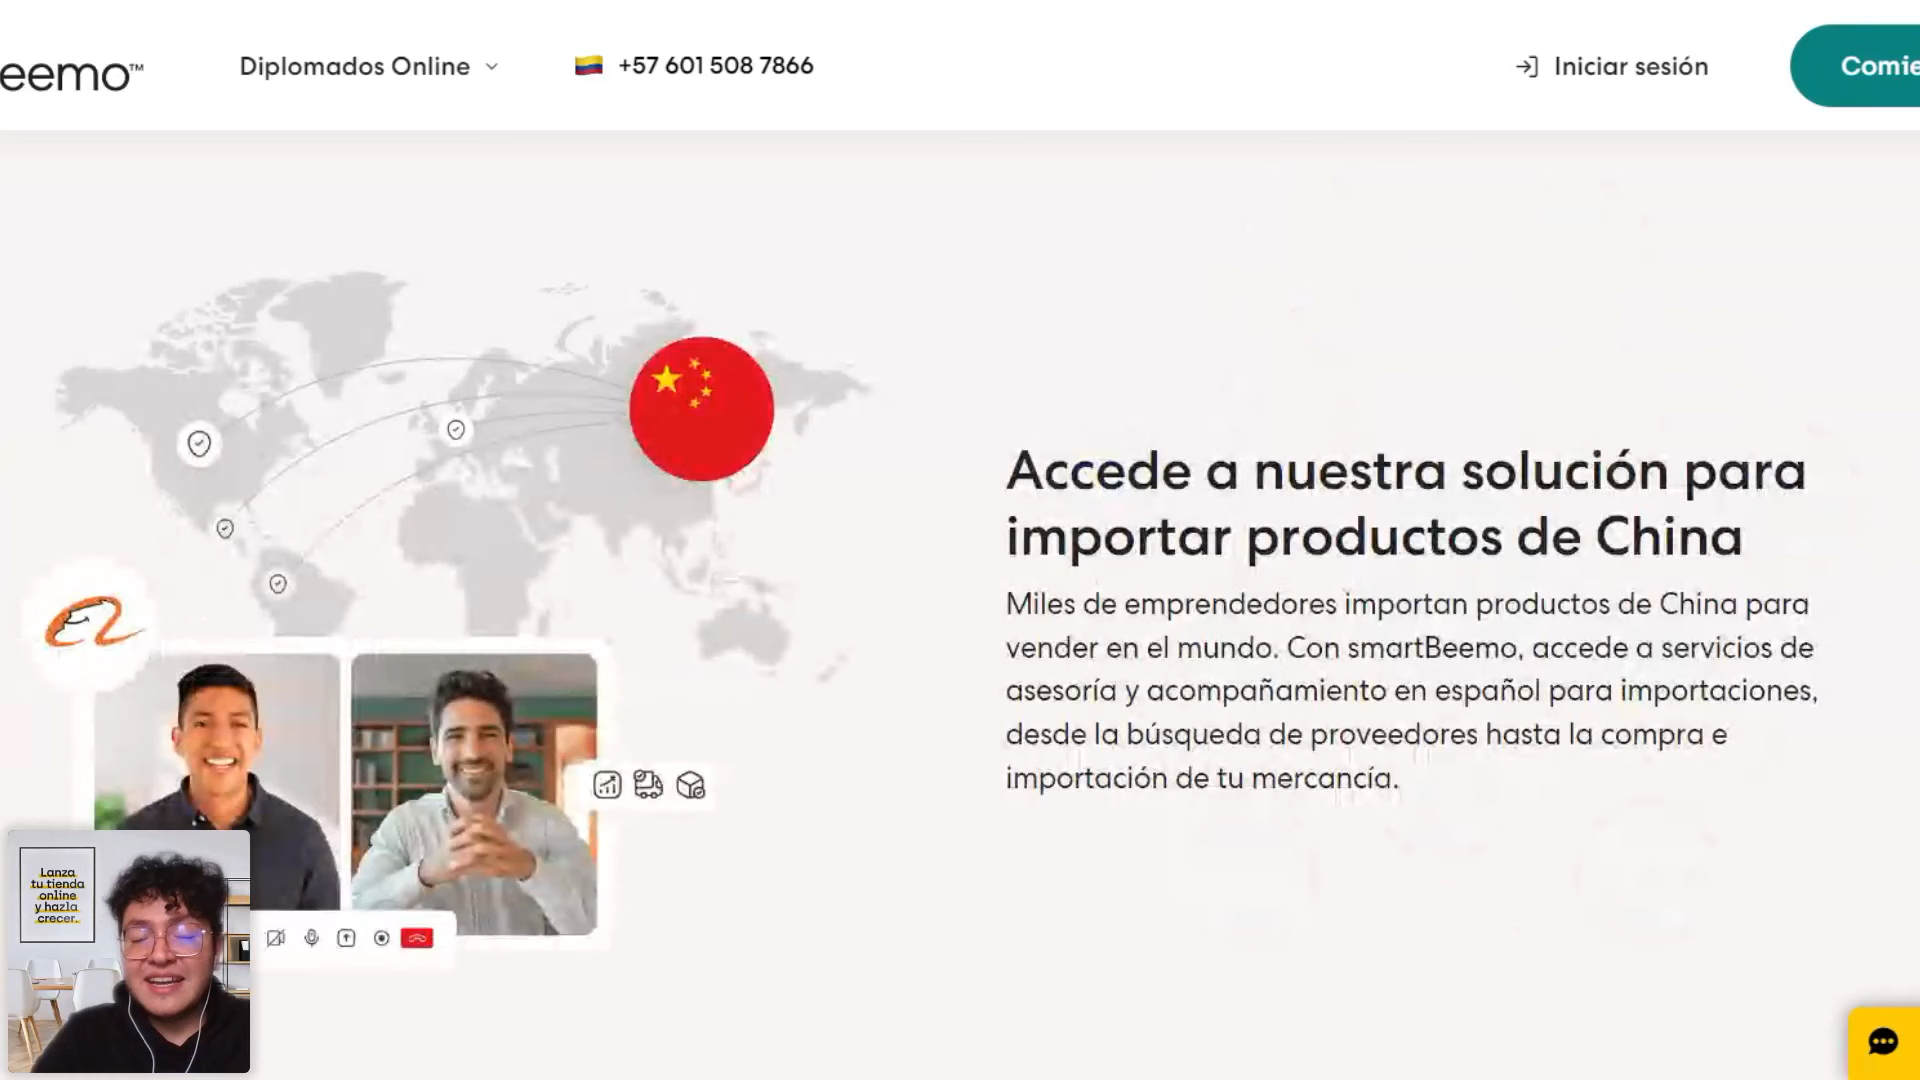 eemo™
Diplomados Online
+57 601 508 7866
Iniciar sesión
Comie
Accede a nuestra solución para
importar productos de China
Miles de emprendedores importan productos de China para
vender en el mundo. Con smartBeemo, accede a servicios de
asesoría y acompañamiento en español para importaciones,
desde la búsqueda de proveedores hasta la compra e
importación de tu mercancía.
Lanza
tu tienda
online
y hazla
crecer.